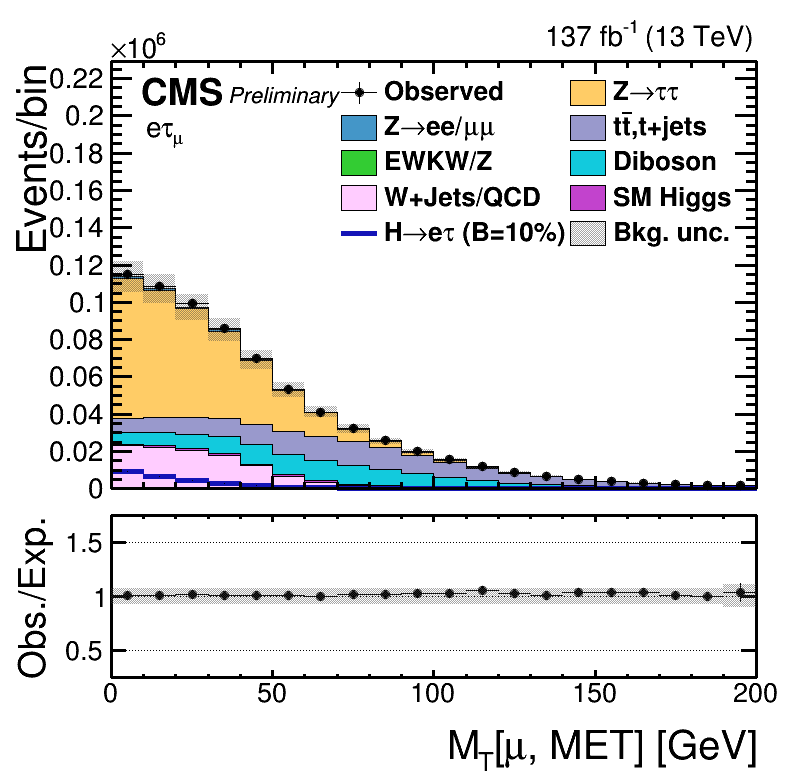 ×10⁶
137 fb⁻¹ (13 TeV)
Events/bin
0.22
0.2
0.18
0.16
0.14
0.12
0.1
0.08
0.06
0.04
0.02
0
CMS Preliminary
eτμ
Observed
Z→ττ
Z→ee/μμ
tt̄,t+jets
EWKW/Z
Diboson
W+Jets/QCD
SM Higgs
H→eτ (B=10%)
Bkg. unc.
Obs./Exp.
1.5
1
0.5
0 50 100 150 200
M_T[μ, MET] [GeV]